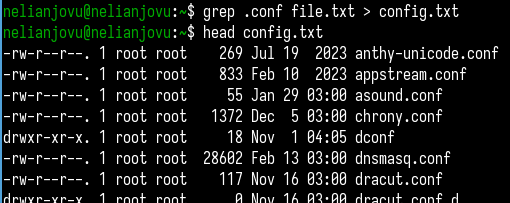 nelianjovu@nelianjovu:~$ grep .conf file.txt > config.txt
nelianjovu@nelianjovu:~$ head config.txt
-rw-r--r--. 1 root root   269 Jul 19  2023 anthy-unicode.conf
-rw-r--r--. 1 root root   833 Feb 10  2023 appstream.conf
-rw-r--r--. 1 root root    55 Jan 29 03:00 asound.conf
-rw-r--r--. 1 root root  1372 Dec  5 03:00 chrony.conf
drwxr-xr-x. 1 root root    18 Nov  1 04:05 dconf
-rw-r--r--. 1 root root 28602 Feb 13 03:00 dnsmasq.conf
-rw-r--r--. 1 root root   117 Nov 16 03:00 dracut.conf
drwxr-xr-x. 1 root root     0 Nov 16 03:00 dracut.conf.d